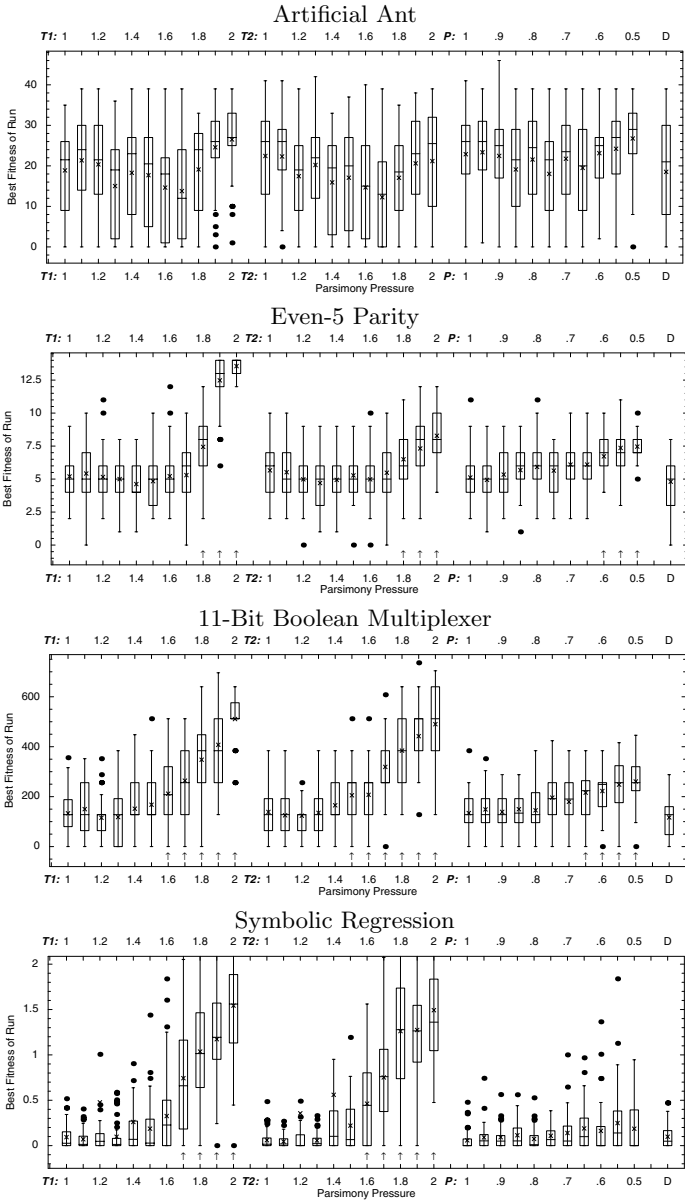 Artificial Ant
T1: 1 1.2 1.4 1.6 1.8 2 T2: 1 1.2 1.4 1.6 1.8 2 P: 1 .9 .8 .7 .6 0.5 D
40
30
20
10
0
Best Fitness of Run
T1: 1 1.2 1.4 1.6 1.8 2 T2: 1 1.2 1.4 1.6 1.8 2 P: 1 .9 .8 .7 .6 0.5 D
Parsimony Pressure
Even-5 Parity
T1: 1 1.2 1.4 1.6 1.8 2 T2: 1 1.2 1.4 1.6 1.8 2 P: 1 .9 .8 .7 .6 0.5 D
12.5
10
7.5
5
2.5
0
Best Fitness of Run
↑ ↑ ↑ ↑ ↑ ↑ ↑ ↑ ↑
T1: 1 1.2 1.4 1.6 1.8 2 T2: 1 1.2 1.4 1.6 1.8 2 P: 1 .9 .8 .7 .6 0.5 D
Parsimony Pressure
11-Bit Boolean Multiplexer
T1: 1 1.2 1.4 1.6 1.8 2 T2: 1 1.2 1.4 1.6 1.8 2 P: 1 .9 .8 .7 .6 0.5 D
600
400
200
0
Best Fitness of Run
↑ ↑ ↑ ↑ ↑ ↑ ↑ ↑ ↑ ↑ ↑ ↑ ↑ ↑ ↑
T1: 1 1.2 1.4 1.6 1.8 2 T2: 1 1.2 1.4 1.6 1.8 2 P: 1 .9 .8 .7 .6 0.5 D
Parsimony Pressure
Symbolic Regression
T1: 1 1.2 1.4 1.6 1.8 2 T2: 1 1.2 1.4 1.6 1.8 2 P: 1 .9 .8 .7 .6 0.5 D
2
1.5
1
0.5
0
Best Fitness of Run
↑ ↑ ↑ ↑ ↑ ↑ ↑ ↑ ↑
T1: 1 1.2 1.4 1.6 1.8 2 T2: 1 1.2 1.4 1.6 1.8 2 P: 1 .9 .8 .7 .6 0.5 D
Parsimony Pressure